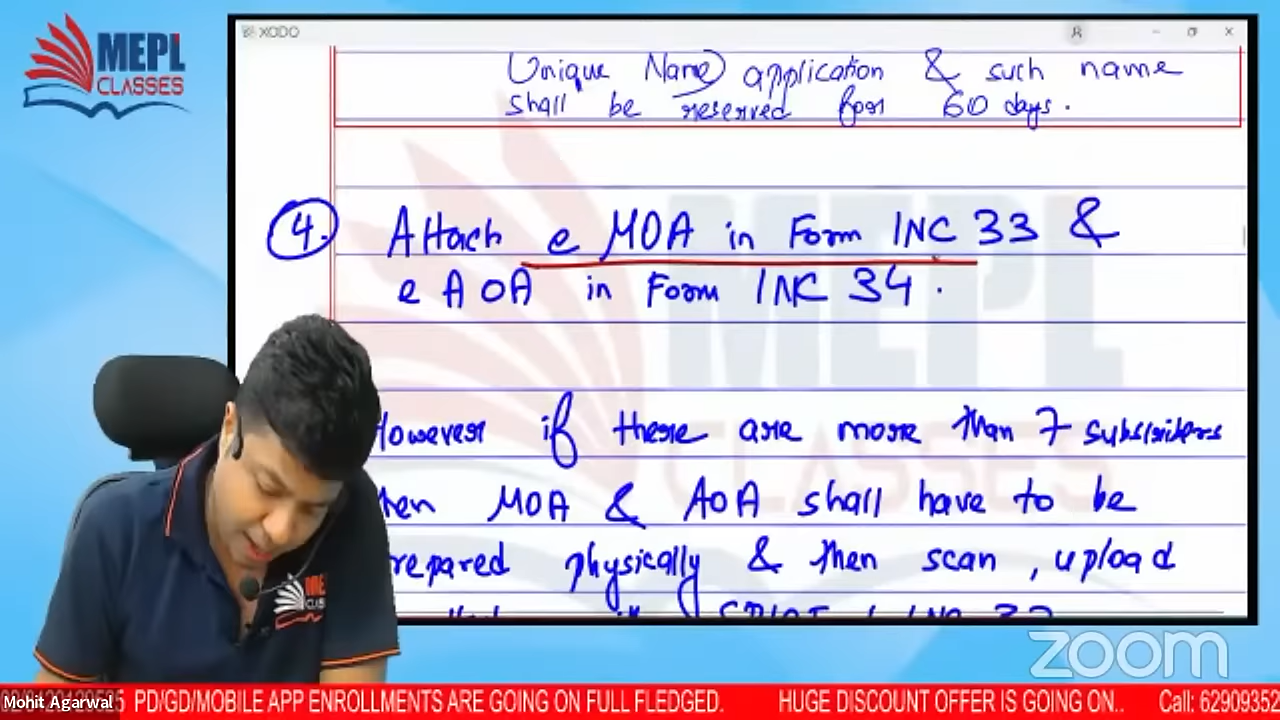 MEPL
CLASSES
XODO
Unique Name application & such name
shall be reserved for 60 days.
4. Attach e MOA in Form INC 33 &
e AOA in Form INC 34.
However if there are more than 7 subscribers
then MOA & AOA shall have to be
prepared physically & then scan, upload
zoom
Mohit Agarwal
PD/GD/MOBILE APP ENROLLMENTS ARE GOING ON FULL FLEDGED. HUGE DISCOUNT OFFER IS GOING ON.. Call: 62909352